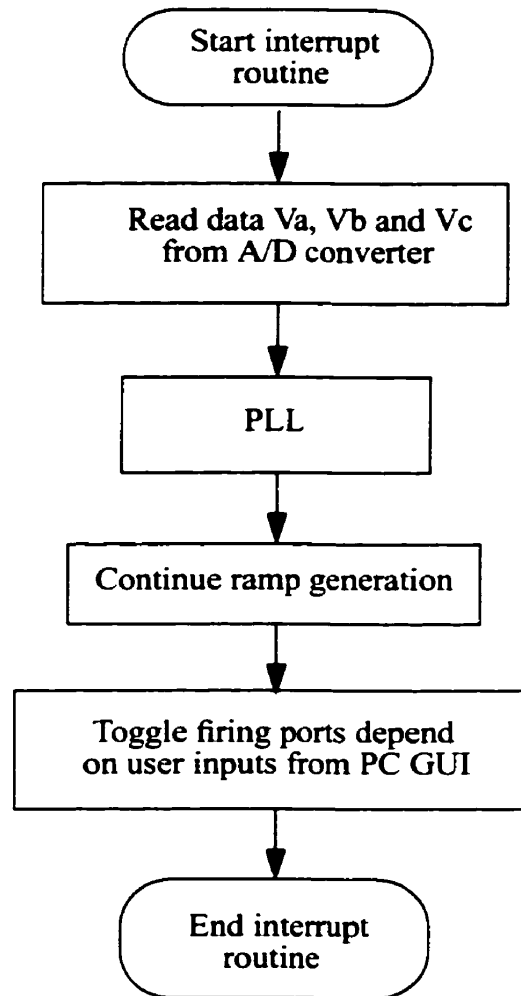 Start interrupt
routine
Read data Va, Vb and Vc
from A/D converter
PLL
Continue ramp generation
Toggle firing ports depend
on user inputs from PC GUI
End interrupt
routine